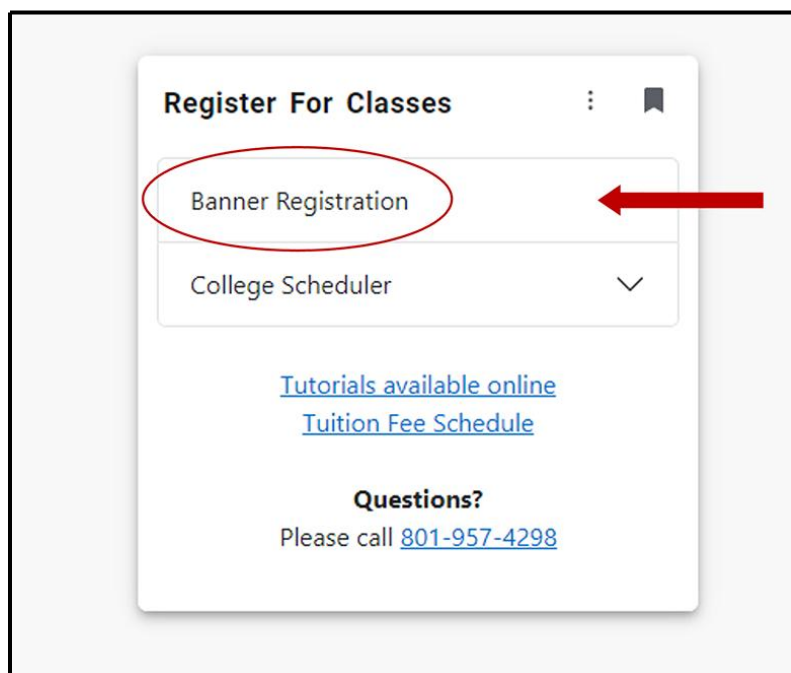 Register For Classes
Banner Registration
College Scheduler
Tutorials available online
Tuition Fee Schedule
Questions?
Please call 801-957-4298